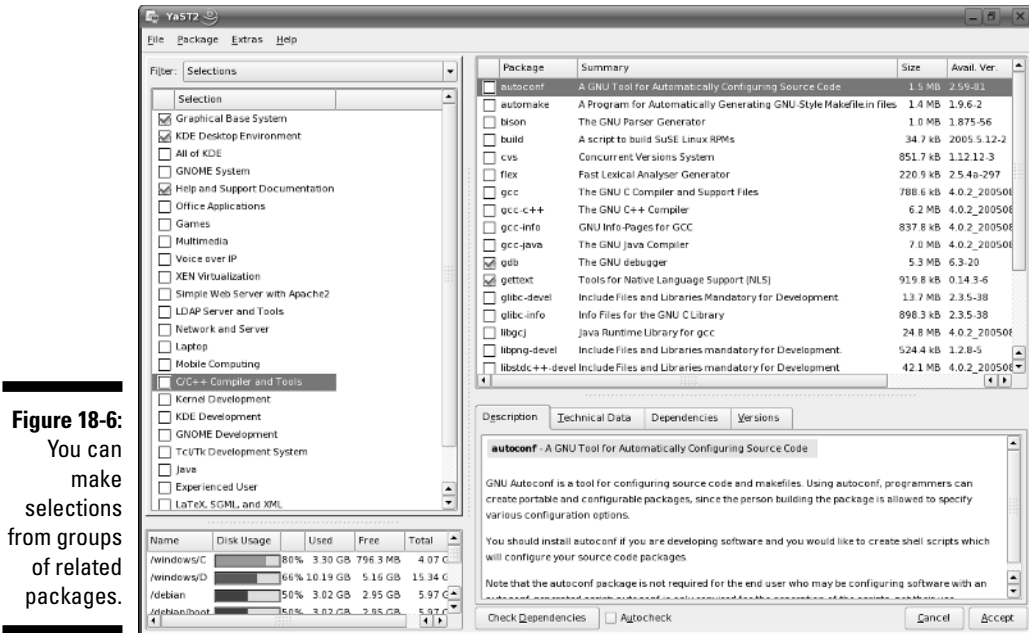 YaST2
File Package Extras Help
Filter: Selections
Selection
Graphical Base System
KDE Desktop Environment
All of KDE
GNOME System
Help and Support Documentation
Office Applications
Games
Multimedia
Voice over IP
XEN Virtualization
Simple Web Server with Apache2
LDAP Server and Tools
Network and Server
Laptop
Mobile Computing
C/C++ Compiler and Tools
Kernel Development
KDE Development
GNOME Development
Tcl/Tk Development System
Java
Experienced User
LaTeX, SGML, and XML
Name Disk Usage Used Free Total
/windows/C 80% 3.30 GB 796.3 MB 4.07 G
/windows/D 66% 10.19 GB 5.16 GB 15.34 G
/debian 50% 3.02 GB 2.95 GB 5.97 G
/debian/boot 50% 3.02 GB 2.95 GB 5.97 G
Package Summary Size Avail. Ver.
autoconf A GNU Tool for Automatically Configuring Source Code 1.5 MB 2.59-81
automake A Program for Automatically Generating GNU-Style Makefile.in files 1.4 MB 1.9.6-2
bison The GNU Parser Generator 1.0 MB 1.875-56
build A script to build SuSE Linux RPMs 34.7 kB 2005.5.12-2
cvs Concurrent Versions System 851.7 kB 1.12.12-3
flex Fast Lexical Analyser Generator 220.9 kB 2.5.4a-297
gcc The GNU C Compiler and Support Files 788.6 kB 4.0.2_200508
gcc-c++ The GNU C++ Compiler 6.2 MB 4.0.2_200508
gcc-info GNU Info-Pages for GCC 837.8 kB 4.0.2_200508
gcc-java The GNU Java Compiler 7.0 MB 4.0.2_200508
gdb The GNU debugger 5.3 MB 6.3-20
gettext Tools for Native Language Support (NLS) 919.8 kB 0.14.3-6
glibc-devel Include Files and Libraries Mandatory for Development 13.7 MB 2.3.5-38
glibc-info Info Files for the GNU C Library 898.3 kB 2.3.5-38
libgcj Java Runtime Library for gcc 24.8 MB 4.0.2_200508
libpng-devel Include Files and Libraries mandatory for Development. 524.4 kB 1.2.8-5
libstdc++-devel Include Files and Libraries mandatory for Development 42.1 MB 4.0.2_200508
Description Technical Data Dependencies Versions
autoconf - A GNU Tool for Automatically Configuring Source Code
GNU Autoconf is a tool for configuring source code and makefiles. Using autoconf, programmers can
create portable and configurable packages, since the person building the package is allowed to specify
various configuration options.
You should install autoconf if you are developing software and you would like to create shell scripts which
will configure your source code packages.
Note that the autoconf package is not required for the end user who may be configuring software with an
Check Dependencies Autocheck Cancel Accept
Figure 18-6:
You can
make
selections
from groups
of related
packages.